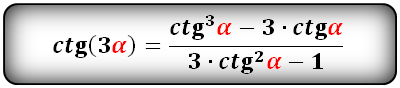 ctg(3α) = (ctg³α − 3 · ctgα) / (3 · ctg²α − 1)